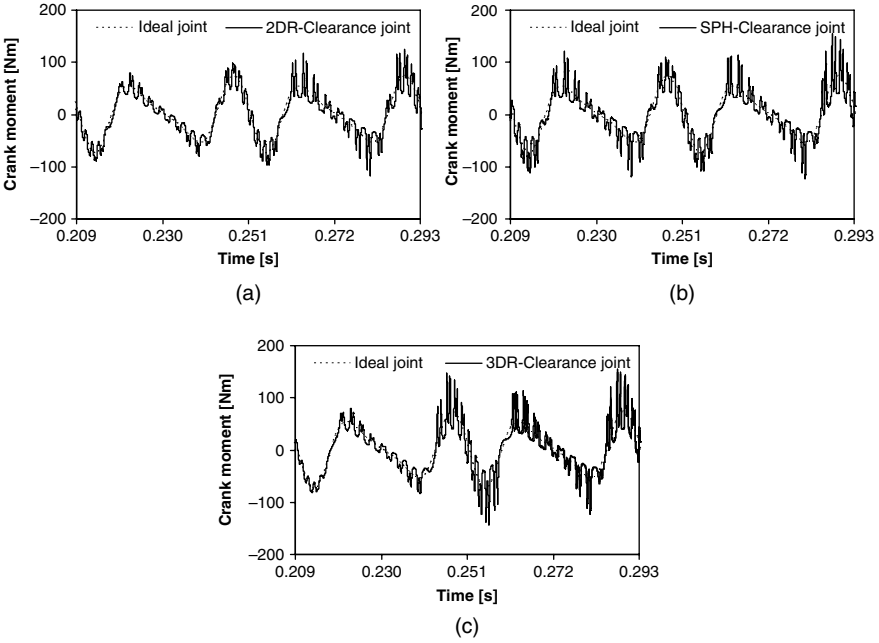 200
100
0
−100
−200
Crank moment [Nm]
Ideal joint
2DR-Clearance joint
0.209
0.230
0.251
0.272
0.293
Time [s]
(a)
200
100
0
−100
−200
Crank moment [Nm]
Ideal joint
SPH-Clearance joint
0.209
0.230
0.251
0.272
0.293
Time [s]
(b)
200
100
0
−100
−200
Crank moment [Nm]
Ideal joint
3DR-Clearance joint
0.209
0.230
0.251
0.272
0.293
Time [s]
(c)